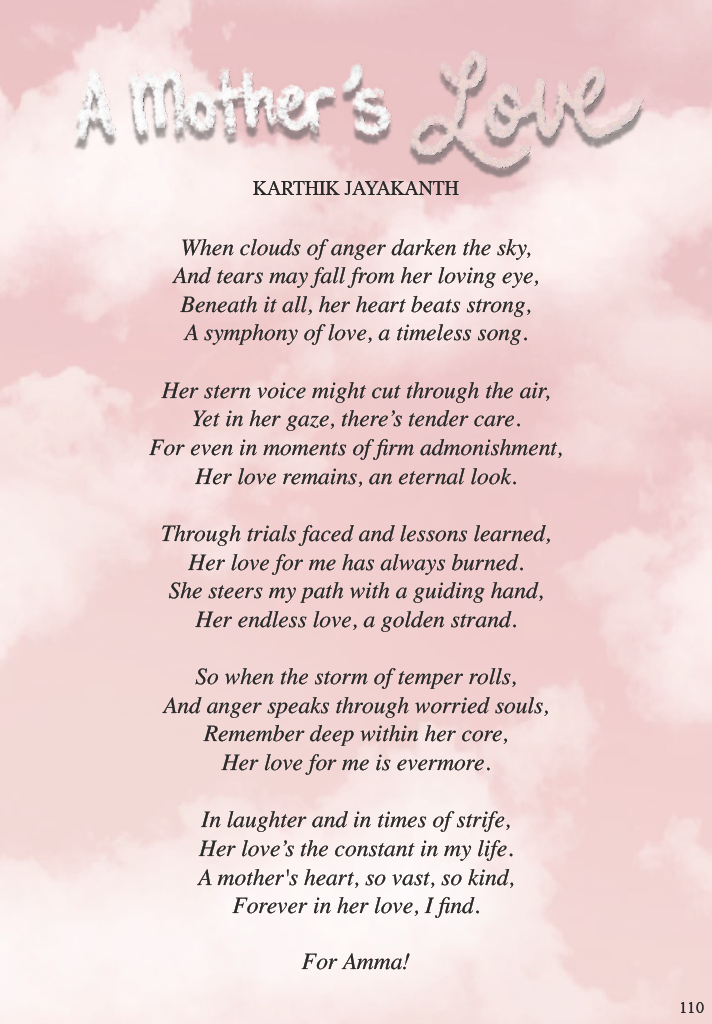 A Mother's Love
KARTHIK JAYAKANTH
When clouds of anger darken the sky,
And tears may fall from her loving eye,
Beneath it all, her heart beats strong,
A symphony of love, a timeless song.
Her stern voice might cut through the air,
Yet in her gaze, there’s tender care.
For even in moments of firm admonishment,
Her love remains, an eternal look.
Through trials faced and lessons learned,
Her love for me has always burned.
She steers my path with a guiding hand,
Her endless love, a golden strand.
So when the storm of temper rolls,
And anger speaks through worried souls,
Remember deep within her core,
Her love for me is evermore.
In laughter and in times of strife,
Her love’s the constant in my life.
A mother's heart, so vast, so kind,
Forever in her love, I find.
For Amma!
110